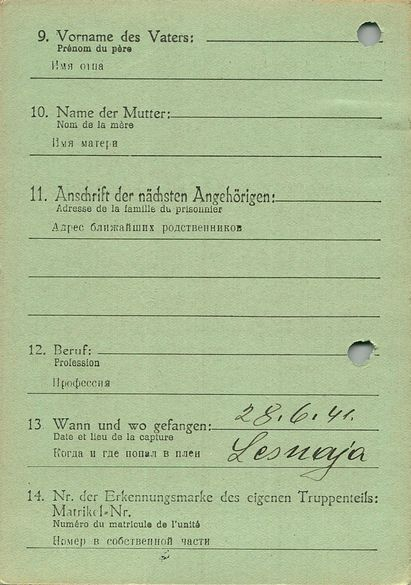 9. Vorname des Vaters:
Prénom du père
Имя отца
10. Name der Mutter:
Nom de la mère
Имя матери
11. Anschrift der nächsten Angehörigen:
Adresse de la famille du prisonnier
Адрес ближайших родственников
12. Beruf:
Profession
Профессия
13. Wann und wo gefangen: 28.6.41.
Date et lieu de la capture
Когда и где попал в плен Lesnaja
14. Nr. der Erkennungsmarke des eigenen Truppenteils:
Matrikel-Nr.
Numéro du matricule de l'unité
Номер в собственной части